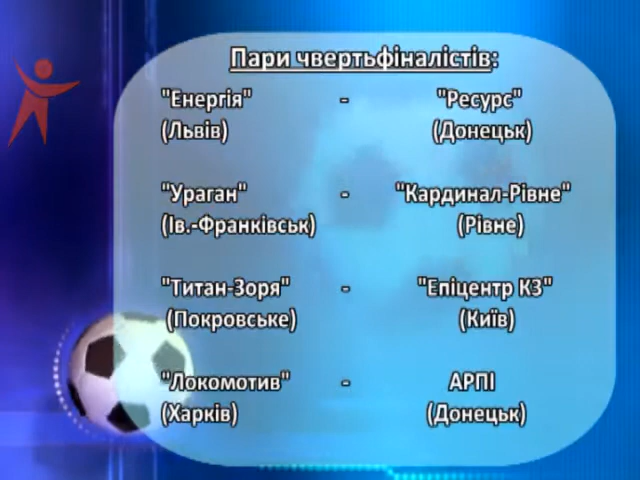 Пари чвертьфіналістів:
"Енергія" - "Ресурс"
(Львів) (Донецьк)
"Ураган" - "Кардинал-Рівне"
(Ів.-Франківськ) (Рівне)
"Титан-Зоря" - "Епіцентр К3"
(Покровське) (Київ)
"Локомотив" - АРПІ
(Харків) (Донецьк)